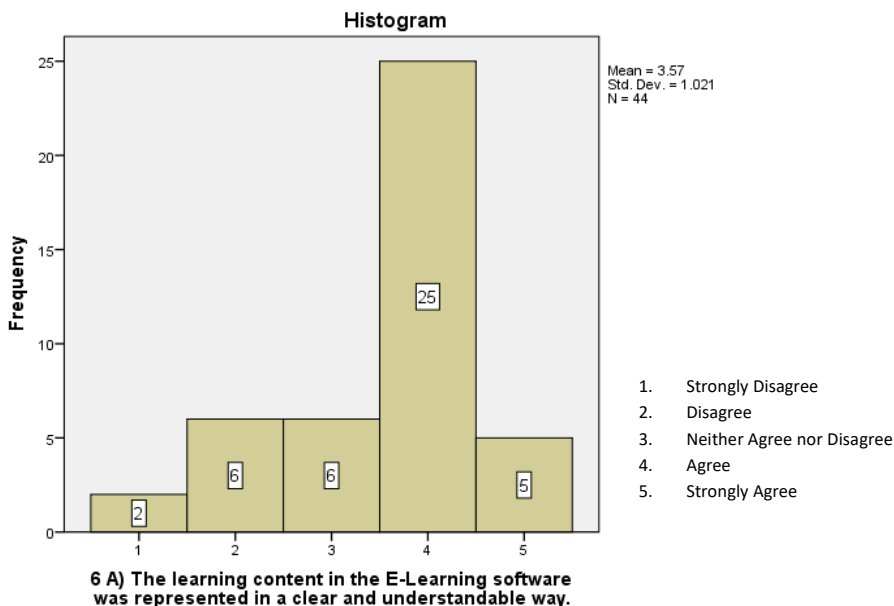 Histogram
Mean = 3.57
Std. Dev. = 1.021
N = 44
25
20
15
10
5
0
Frequency
2
6
6
25
5
1 2 3 4 5
6 A) The learning content in the E-Learning software
was represented in a clear and understandable way.
1. Strongly Disagree
2. Disagree
3. Neither Agree nor Disagree
4. Agree
5. Strongly Agree